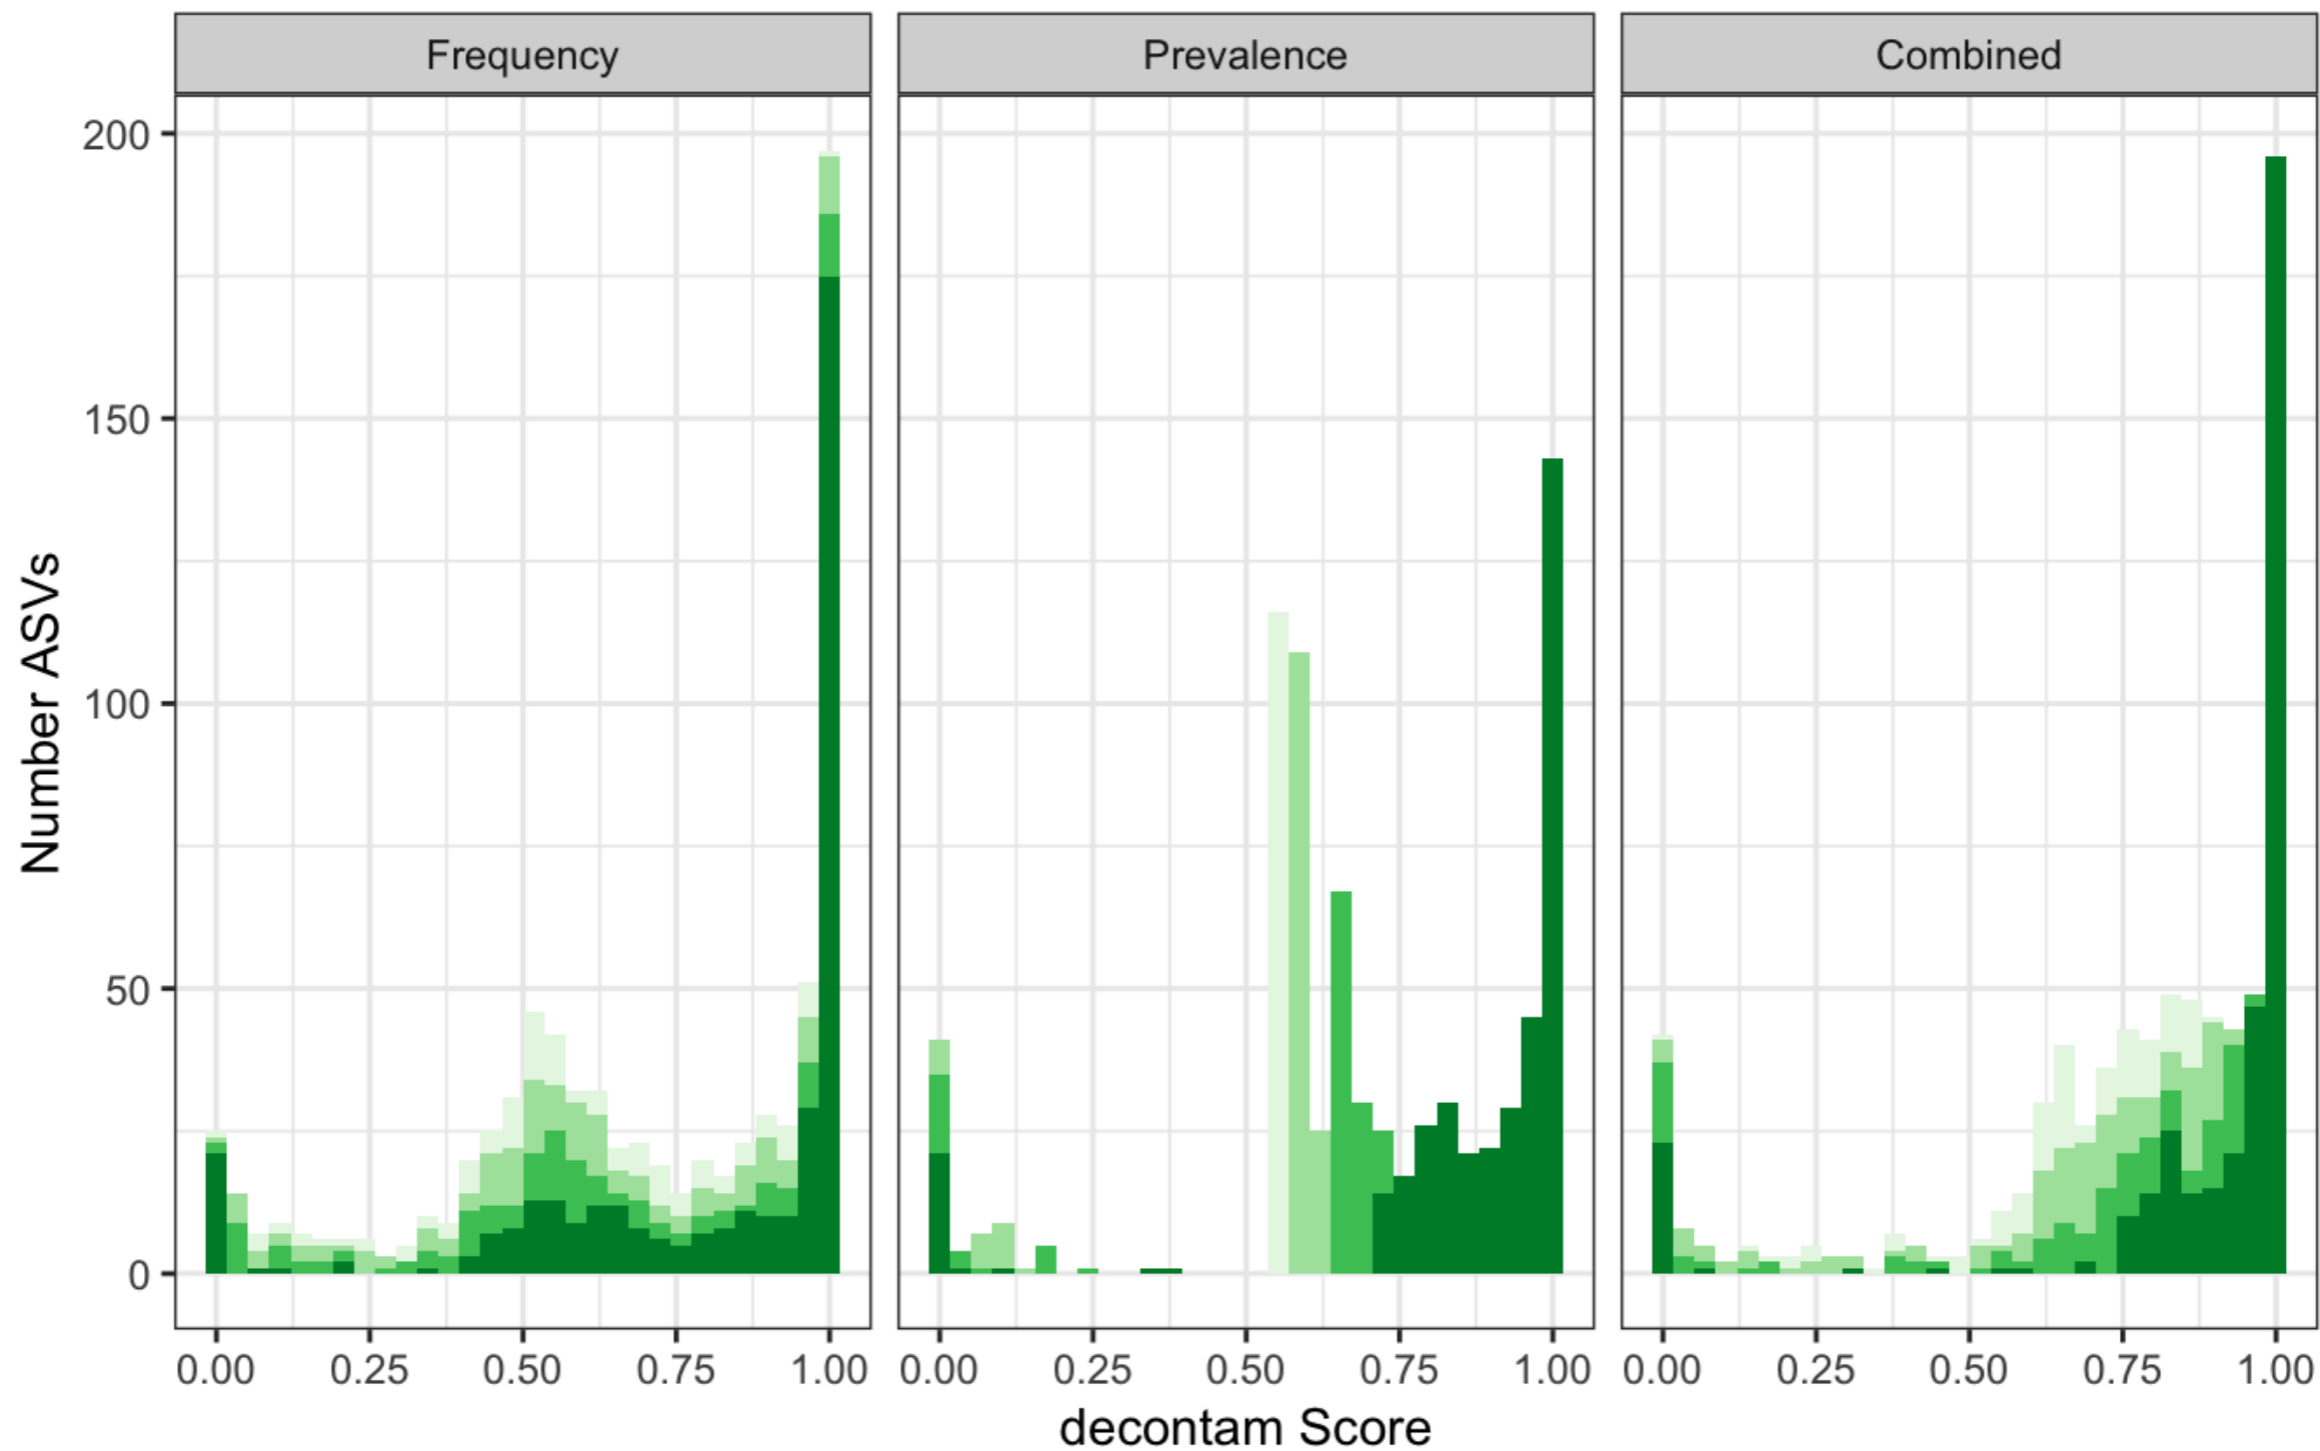 Frequency Prevalence Combined
200
150
100
50
0
Number ASVs
0.00 0.25 0.50 0.75 1.00 0.00 0.25 0.50 0.75 1.00 0.00 0.25 0.50 0.75 1.00
decontam Score